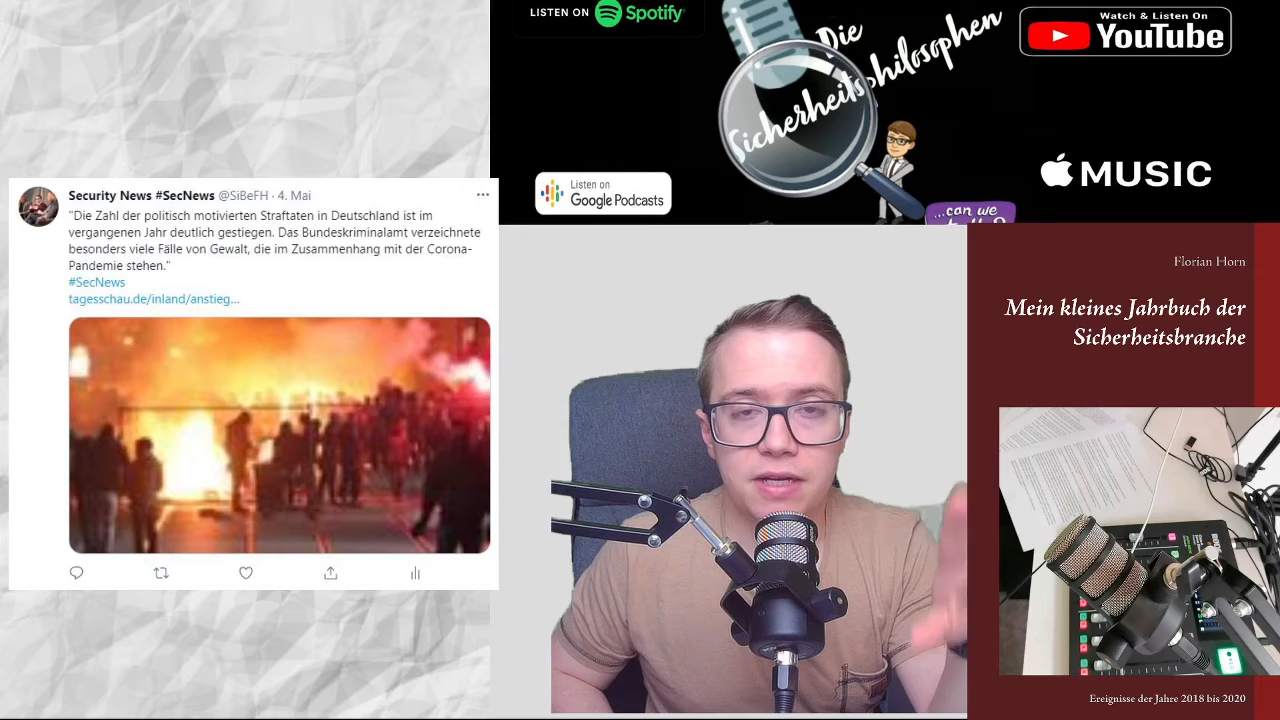 Security News #SecNews @SiBeFH · 4. Mai
"Die Zahl der politisch motivierten Straftaten in Deutschland ist im
vergangenen Jahr deutlich gestiegen. Das Bundeskriminalamt verzeichnete
besonders viele Fälle von Gewalt, die im Zusammenhang mit der Corona-
Pandemie stehen."
#SecNews
tagesschau.de/inland/anstieg...
LISTEN ON Spotify
Die
Sicherheitsphilosophen
Watch & Listen On
YouTube
Listen on
Google Podcasts
MUSIC
...can we
Florian Horn
Mein kleines Jahrbuch der
Sicherheitsbranche
Ereignisse der Jahre 2018 bis 2020